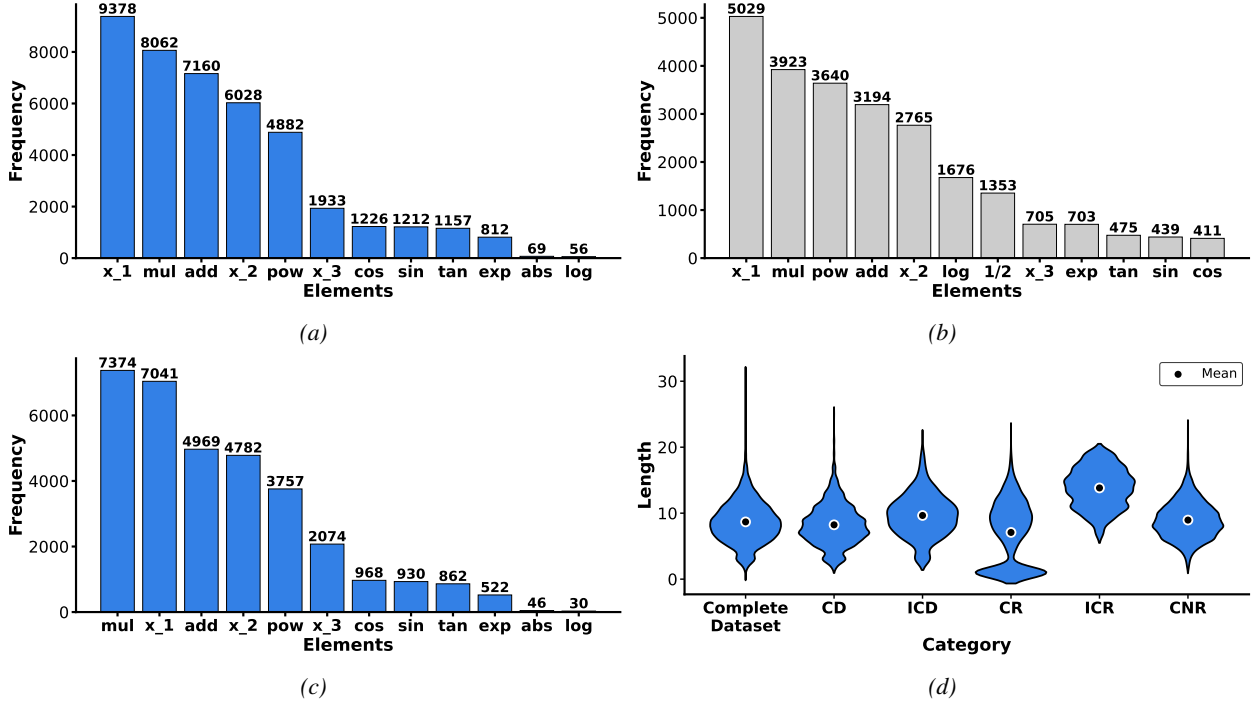 9378
8062
7160
6028
4882
1933
1226
1212
1157
812
69
56
8000
6000
4000
2000
0
Frequency
x_1 mul add x_2 pow x_3 cos sin tan exp abs log
Elements
(a)
5029
3923
3640
3194
2765
1676
1353
705
703
475
439
411
5000
4000
3000
2000
1000
0
Frequency
x_1 mul pow add x_2 log 1/2 x_3 exp tan sin cos
Elements
(b)
7374
7041
4969
4782
3757
2074
968
930
862
522
46
30
6000
4000
2000
0
Frequency
mul x_1 add x_2 pow x_3 cos sin tan exp abs log
Elements
(c)
Mean
30
20
10
0
Length
Complete
Dataset
CD
ICD
CR
ICR
CNR
Category
(d)